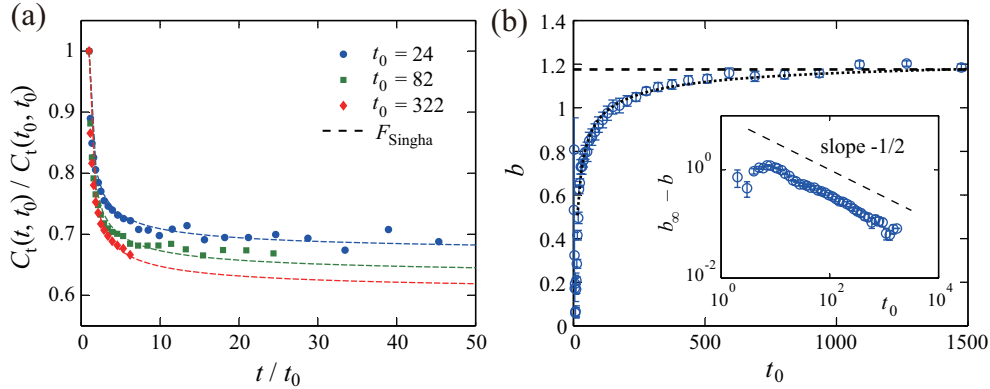 (a)
C_t(t, t_0) / C_t(t_0, t_0)
1
0.9
0.8
0.7
0.6
0
10
20
30
40
50
t / t_0
t_0 = 24
t_0 = 82
t_0 = 322
F_Singha
(b)
b
1.4
1.2
1
0.8
0.6
0.4
0.2
0
0
500
1000
1500
t_0
slope -1/2
b_∞ − b
10^0
10^-2
10^0
10^2
10^4
t_0